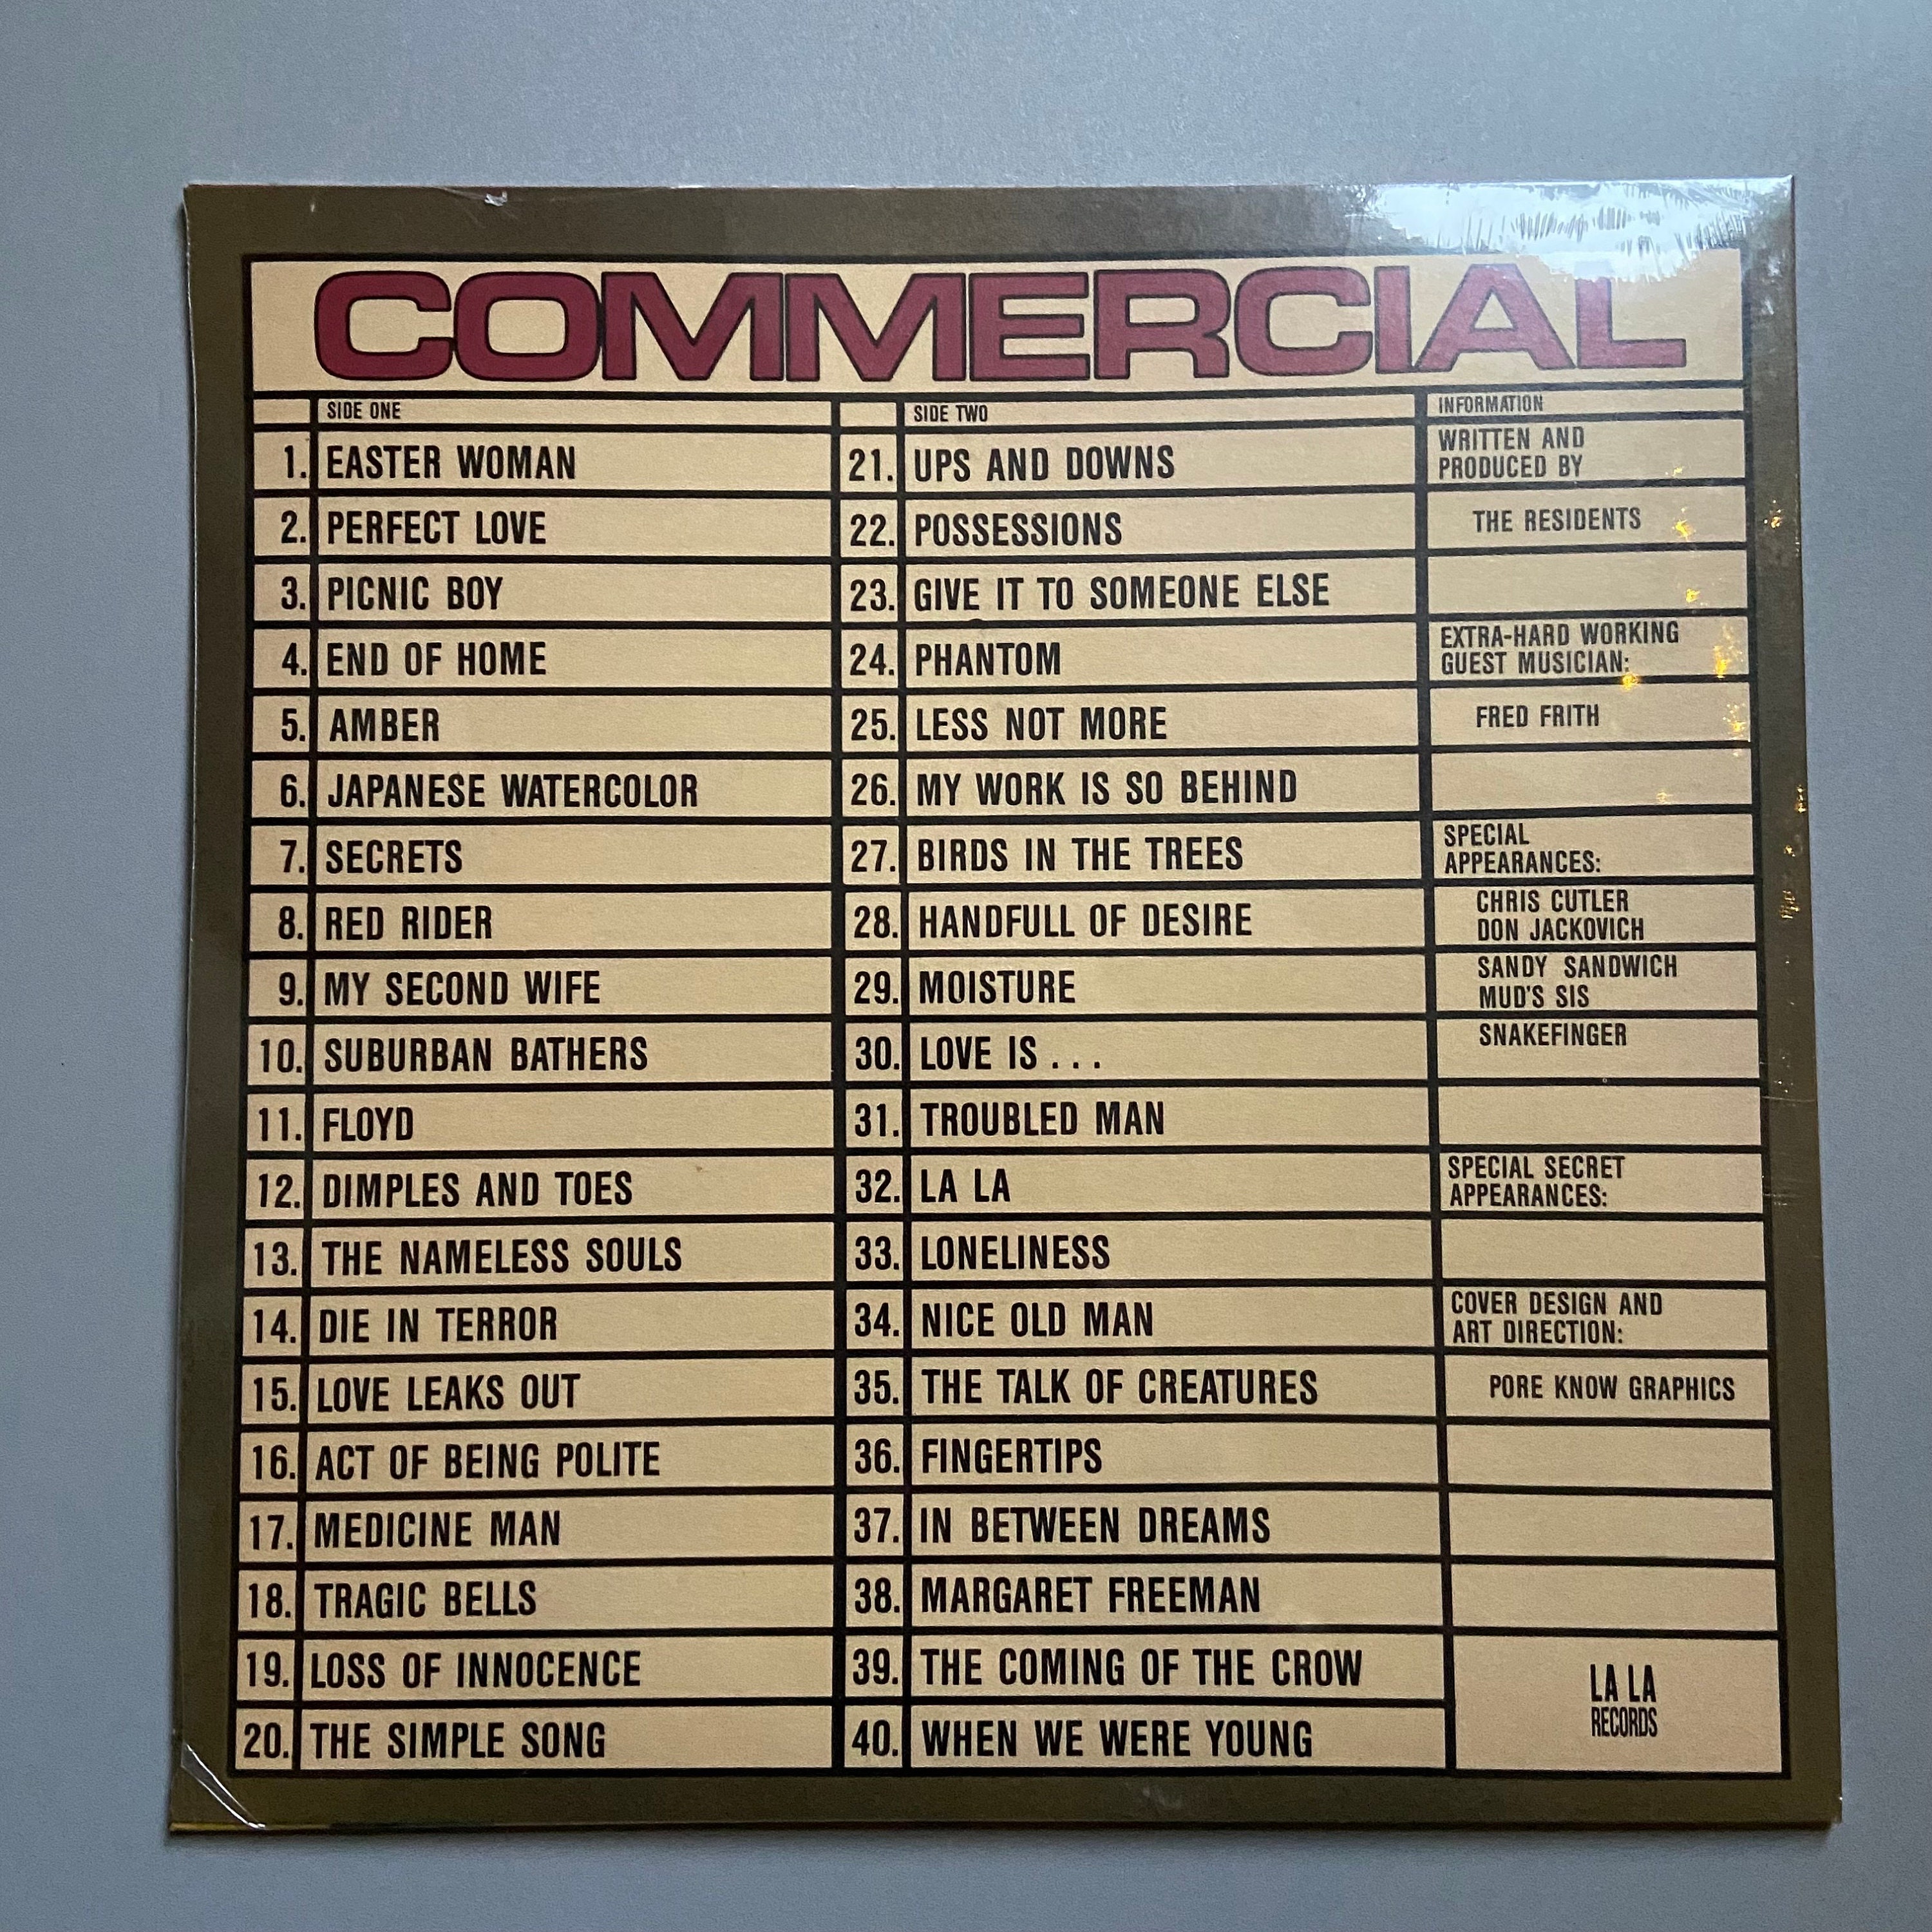 COMMERCIAL
SIDE ONE
1. EASTER WOMAN
2. PERFECT LOVE
3. PICNIC BOY
4. END OF HOME
5. AMBER
6. JAPANESE WATERCOLOR
7. SECRETS
8. RED RIDER
9. MY SECOND WIFE
10. SUBURBAN BATHERS
11. FLOYD
12. DIMPLES AND TOES
13. THE NAMELESS SOULS
14. DIE IN TERROR
15. LOVE LEAKS OUT
16. ACT OF BEING POLITE
17. MEDICINE MAN
18. TRAGIC BELLS
19. LOSS OF INNOCENCE
20. THE SIMPLE SONG
SIDE TWO
21. UPS AND DOWNS
22. POSSESSIONS
23. GIVE IT TO SOMEONE ELSE
24. PHANTOM
25. LESS NOT MORE
26. MY WORK IS SO BEHIND
27. BIRDS IN THE TREES
28. HANDFULL OF DESIRE
29. MOISTURE
30. LOVE IS . . .
31. TROUBLED MAN
32. LA LA
33. LONELINESS
34. NICE OLD MAN
35. THE TALK OF CREATURES
36. FINGERTIPS
37. IN BETWEEN DREAMS
38. MARGARET FREEMAN
39. THE COMING OF THE CROW
40. WHEN WE WERE YOUNG
INFORMATION
WRITTEN AND
PRODUCED BY
THE RESIDENTS
EXTRA-HARD WORKING
GUEST MUSICIAN:
FRED FRITH
SPECIAL
APPEARANCES:
CHRIS CUTLER
DON JACKOVICH
SANDY SANDWICH
MUD'S SIS
SNAKEFINGER
SPECIAL SECRET
APPEARANCES:
COVER DESIGN AND
ART DIRECTION:
PORE KNOW GRAPHICS
LA LA
RECORDS